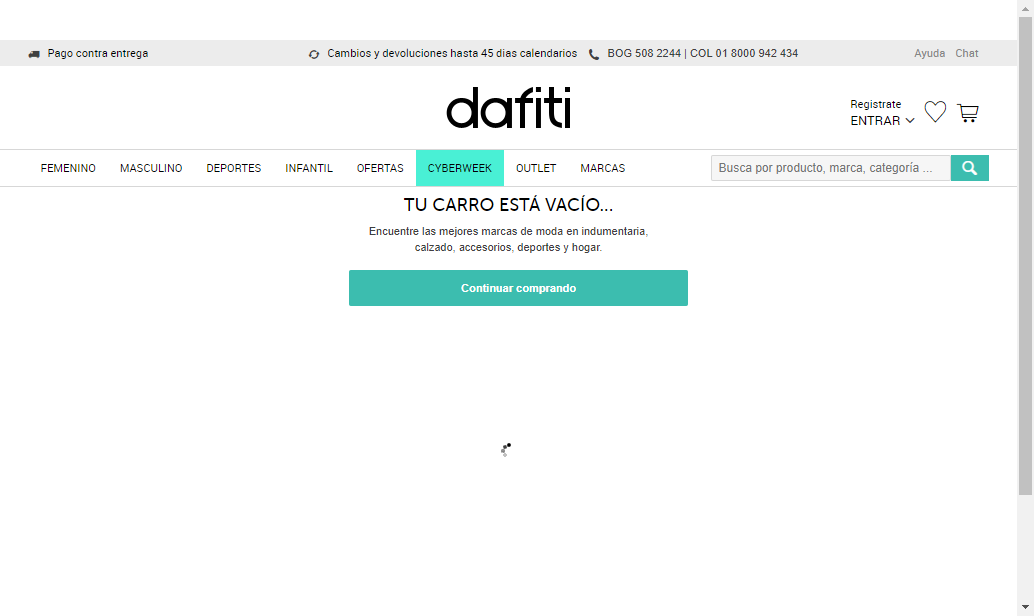 Pago contra entrega
Cambios y devoluciones hasta 45 dias calendarios
BOG 508 2244 | COL 01 8000 942 434
Ayuda
Chat
dafiti
Registrate
ENTRAR
FEMENINO
MASCULINO
DEPORTES
INFANTIL
OFERTAS
CYBERWEEK
OUTLET
MARCAS
Busca por producto, marca, categoría ...
TU CARRO ESTÁ VACÍO...
Encuentre las mejores marcas de moda en indumentaria,
calzado, accesorios, deportes y hogar.
Continuar comprando